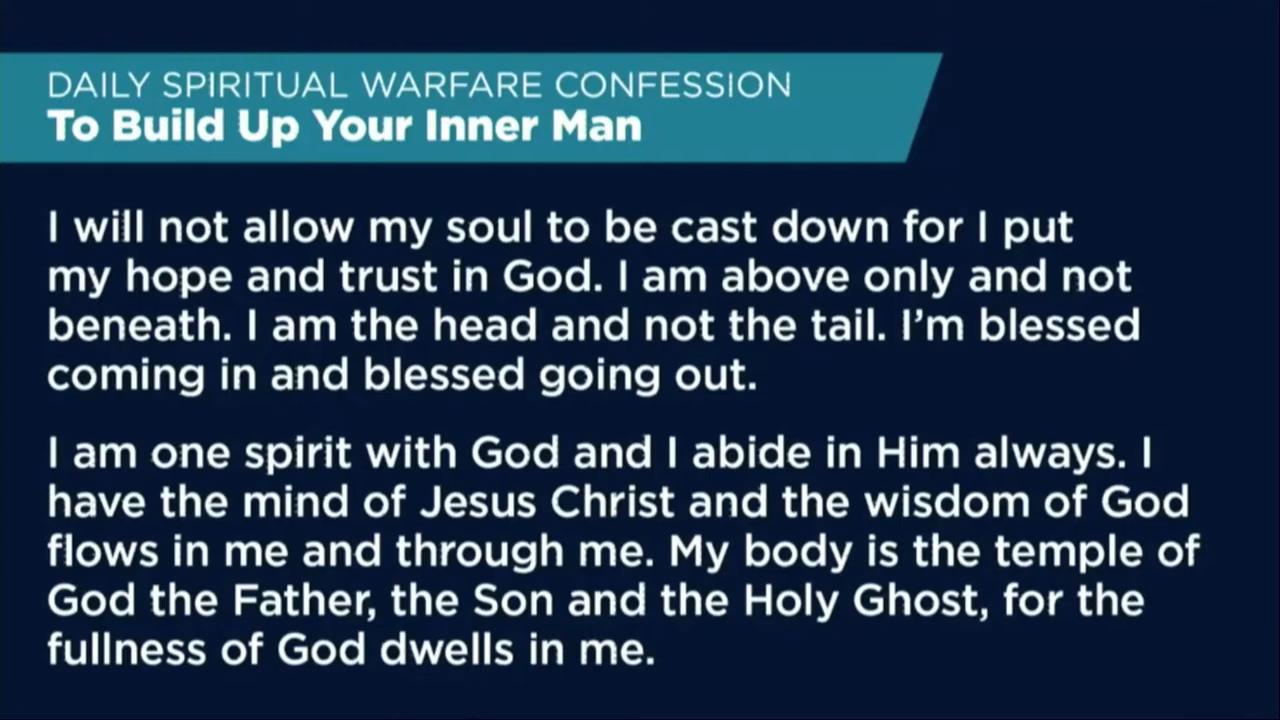 DAILY SPIRITUAL WARFARE CONFESSION
To Build Up Your Inner Man
I will not allow my soul to be cast down for I put
my hope and trust in God. I am above only and not
beneath. I am the head and not the tail. I’m blessed
coming in and blessed going out.
I am one spirit with God and I abide in Him always. I
have the mind of Jesus Christ and the wisdom of God
flows in me and through me. My body is the temple of
God the Father, the Son and the Holy Ghost, for the
fullness of God dwells in me.